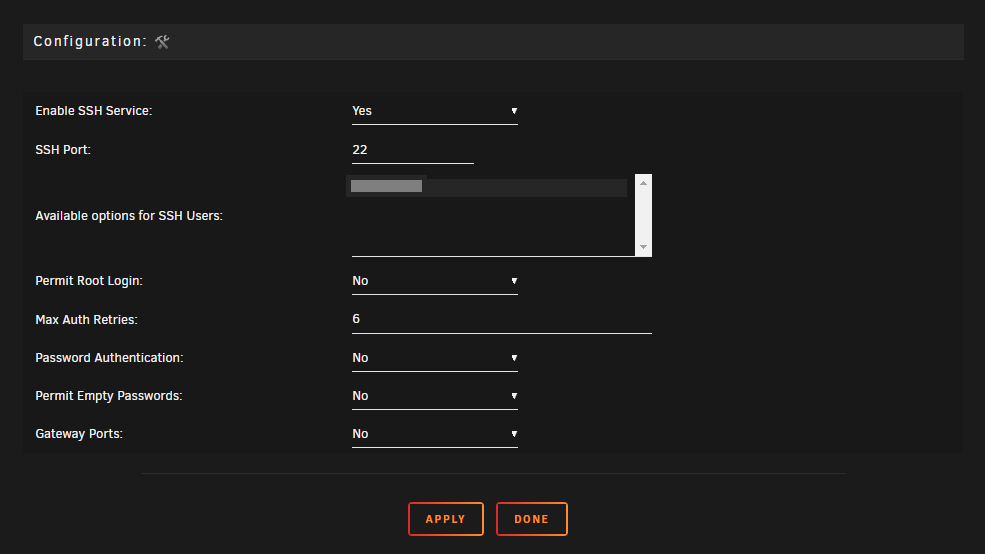 Configuration:
Enable SSH Service: Yes
SSH Port: 22
Available options for SSH Users:
Permit Root Login: No
Max Auth Retries: 6
Password Authentication: No
Permit Empty Passwords: No
Gateway Ports: No
APPLY DONE